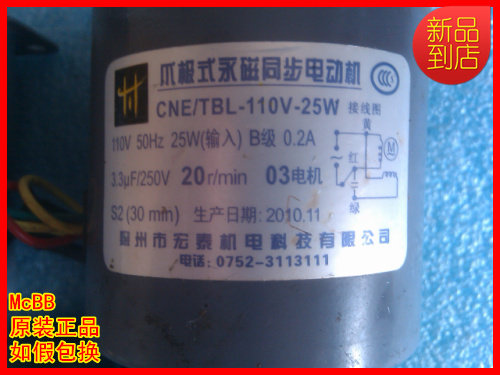 新品
到店
爪极式永磁同步电动机
CNE/TBL-110V-25W 接线图
110V 50Hz 25W(输入) B级 0.2A
黄
M
红
绿
3.3μF/250V 20r/min 03电机
S2 (30 min) 生产日期: 2010.11
州市宏泰机电科技有限公司
电话: 0752-3113111
McBB
原装正品
如假包换